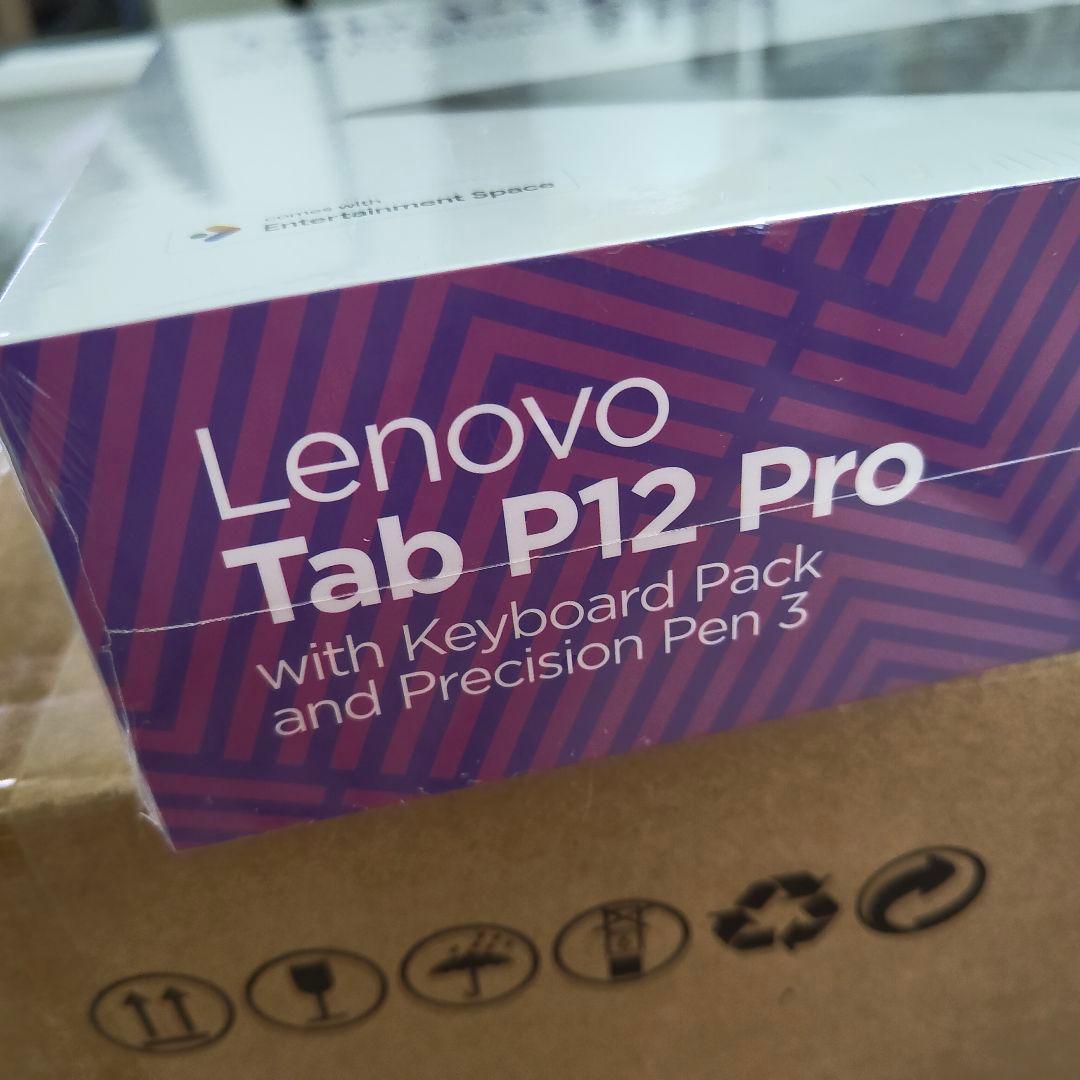 comes with
Entertainment Space
Lenovo
Tab P12 Pro
with Keyboard Pack
and Precision Pen 3